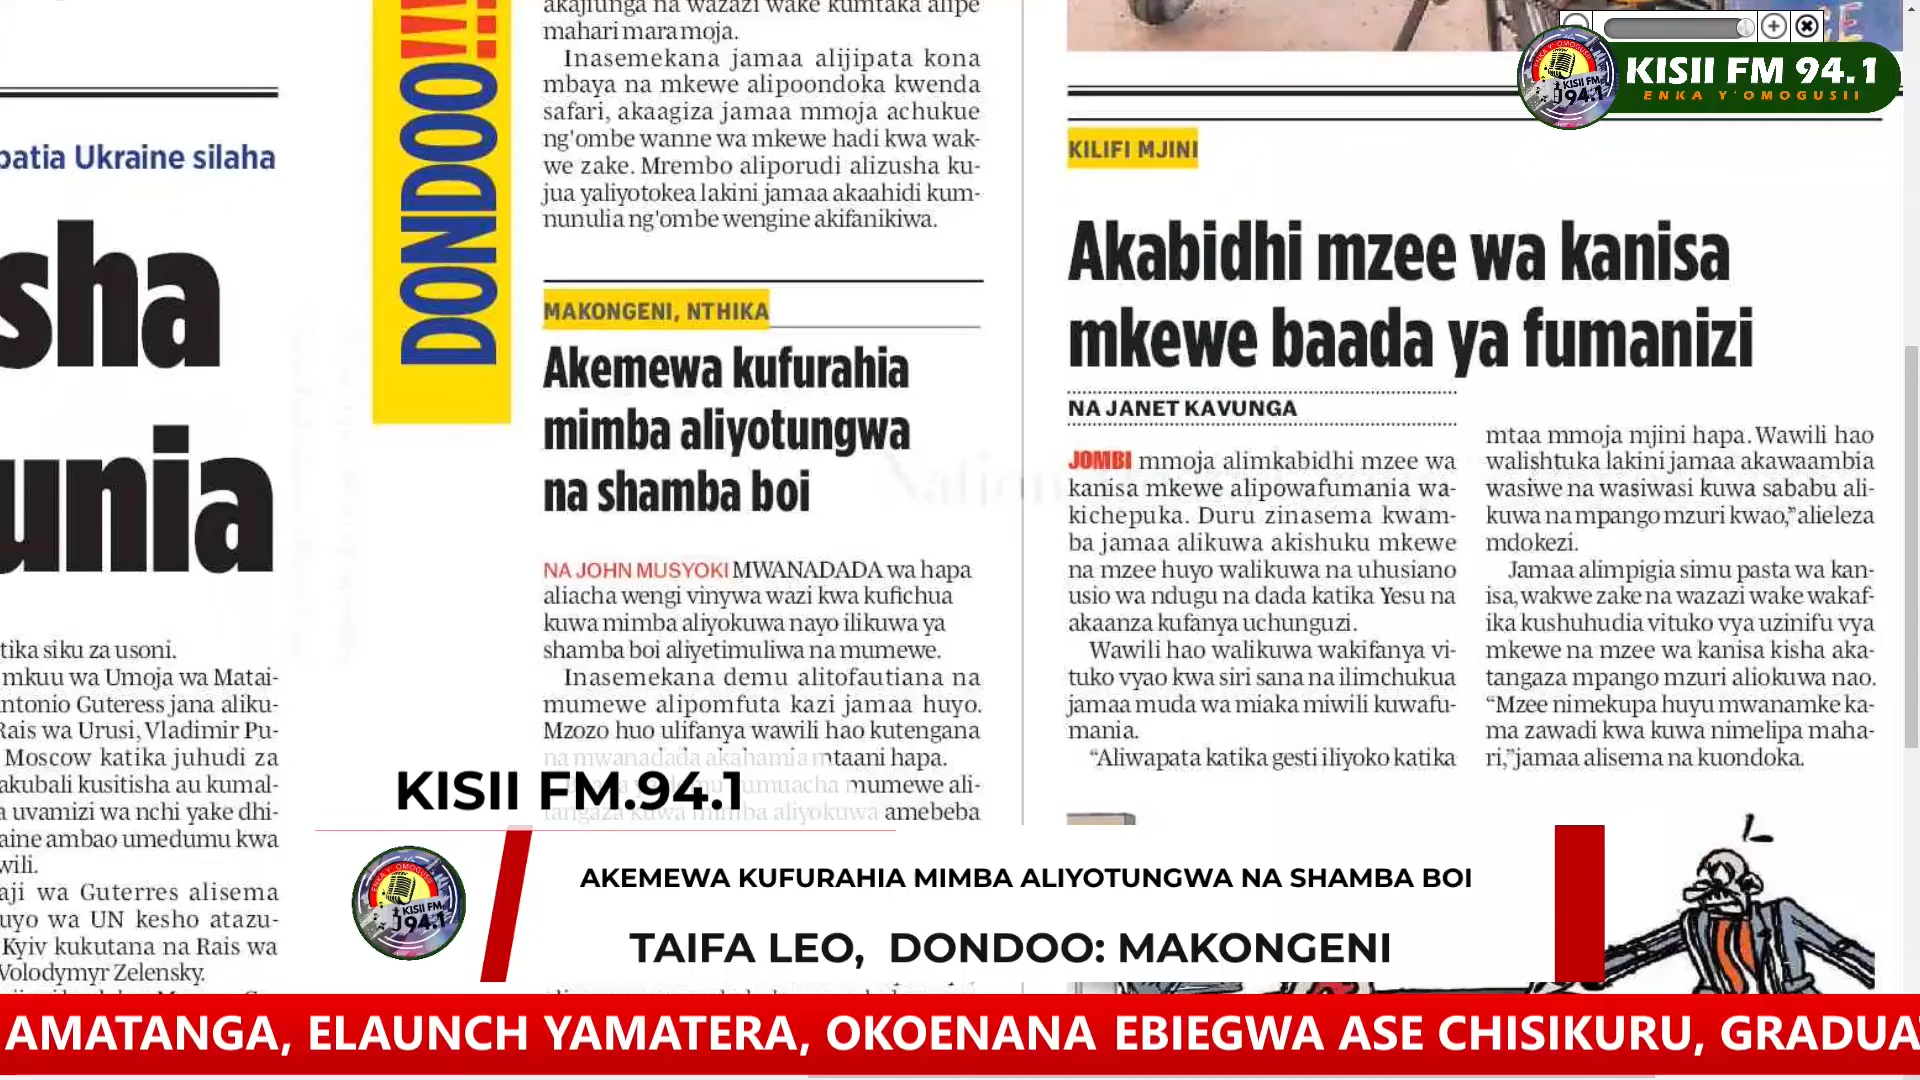 patia Ukraine silaha
sha
unia
tika siku za usoni.
mkuu wa Umoja wa Matai-
ntonio Guteress jana aliku-
Rais wa Urusi, Vladimir Pu-
Moscow katika juhudi za
akubali kusitisha au kumal-
a uvamizi wa nchi yake dhi-
aine ambao umedumu kwa
wili.
aji wa Guterres alisema
uyo wa UN kesho atazu-
Kyiv kukutana na Rais wa
Volodymyr Zelensky.
DONDOO!!!
akajiunga na wazazi wake kumtaka alipe
mahari mara moja.
Inasemekana jamaa alijipata kona
mbaya na mkewe alipoondoka kwenda
safari, akaagiza jamaa mmoja achukue
ng'ombe wanne wa mkewe hadi kwa wak-
we zake. Mrembo aliporudi alizusha ku-
jua yaliyotokea lakini jamaa akaahidi kum-
nunulia ng'ombe wengine akifanikiwa.
MAKONGENI, NTHIKA
Akemewa kufurahia
mimba aliyotungwa
na shamba boi
NA JOHN MUSYOKI MWANADADA wa hapa
aliacha wengi vinywa wazi kwa kufichua
kuwa mimba aliyokuwa nayo ilikuwa ya
shamba boi aliyetimuliwa na mumewe.
Inasemekana demu alitofautiana na
mumewe alipomfuta kazi jamaa huyo.
Mzozo huo ulifanya wawili hao kutengana
na mwanadada akahamia mtaani hapa.
kumuacha mumewe ali-
tangaza kuwa mimba aliyokuwa amebeba
KILIFI MJINI
Akabidhi mzee wa kanisa
mkewe baada ya fumanizi
NA JANET KAVUNGA
JOMBI mmoja alimkabidhi mzee wa
kanisa mkewe alipowafumania wa-
kichepuka. Duru zinasema kwam-
ba jamaa alikuwa akishuku mkewe
na mzee huyo walikuwa na uhusiano
usio wa ndugu na dada katika Yesu na
akaanza kufanya uchunguzi.
Wawili hao walikuwa wakifanya vi-
tuko vyao kwa siri sana na ilimchukua
jamaa muda wa miaka miwili kuwafu-
mania.
“Aliwapata katika gesti iliyoko katika
mtaa mmoja mjini hapa. Wawili hao
walishtuka lakini jamaa akawaambia
wasiwe na wasiwasi kuwa sababu ali-
kuwa na mpango mzuri kwao,” alieleza
mdokezi.
Jamaa alimpigia simu pasta wa kan-
isa, wakwe zake na wazazi wake wakaf-
ika kushuhudia vituko vya uzinifu vya
mkewe na mzee wa kanisa kisha aka-
tangaza mpango mzuri aliokuwa nao.
“Mzee nimekupa huyu mwanamke ka-
ma zawadi kwa kuwa nimelipa maha-
ri,” jamaa alisema na kuondoka.
KISII FM 94.1
ENKA Y'OMOGUSII
KISII FM.94.1
AKEMEWA KUFURAHIA MIMBA ALIYOTUNGWA NA SHAMBA BOI
TAIFA LEO, DONDOO: MAKONGENI
AMATANGA, ELAUNCH YAMATERA, OKOENANA EBIEGWA ASE CHISIKURU, GRADUAT